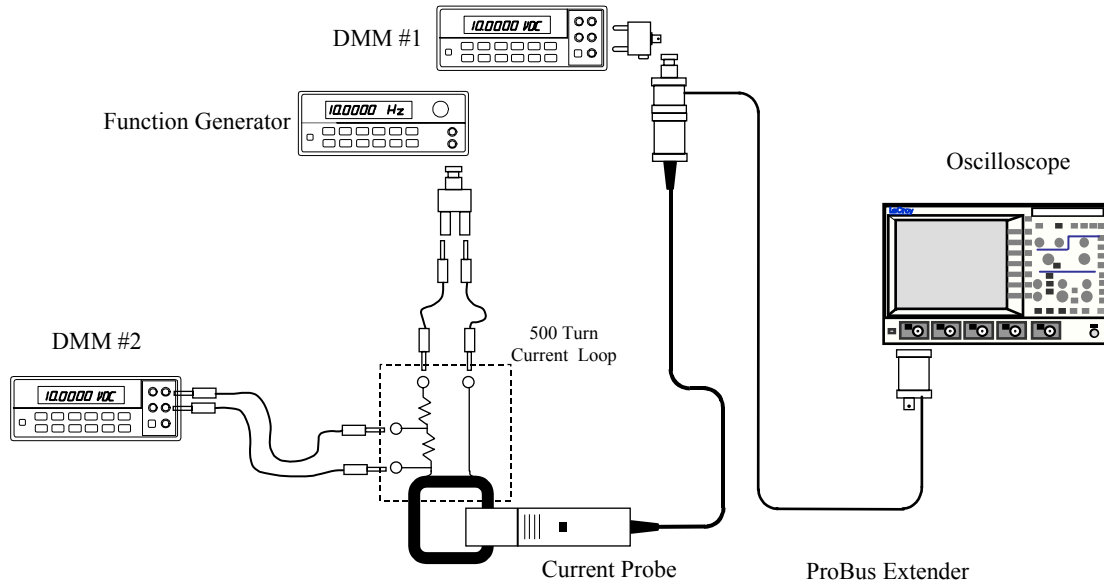 DMM #1
10.0000 VDC
Function Generator
10.0000 Hz
Oscilloscope
LeCroy
500 Turn
Current Loop
DMM #2
10.0000 VDC
Current Probe
ProBus Extender